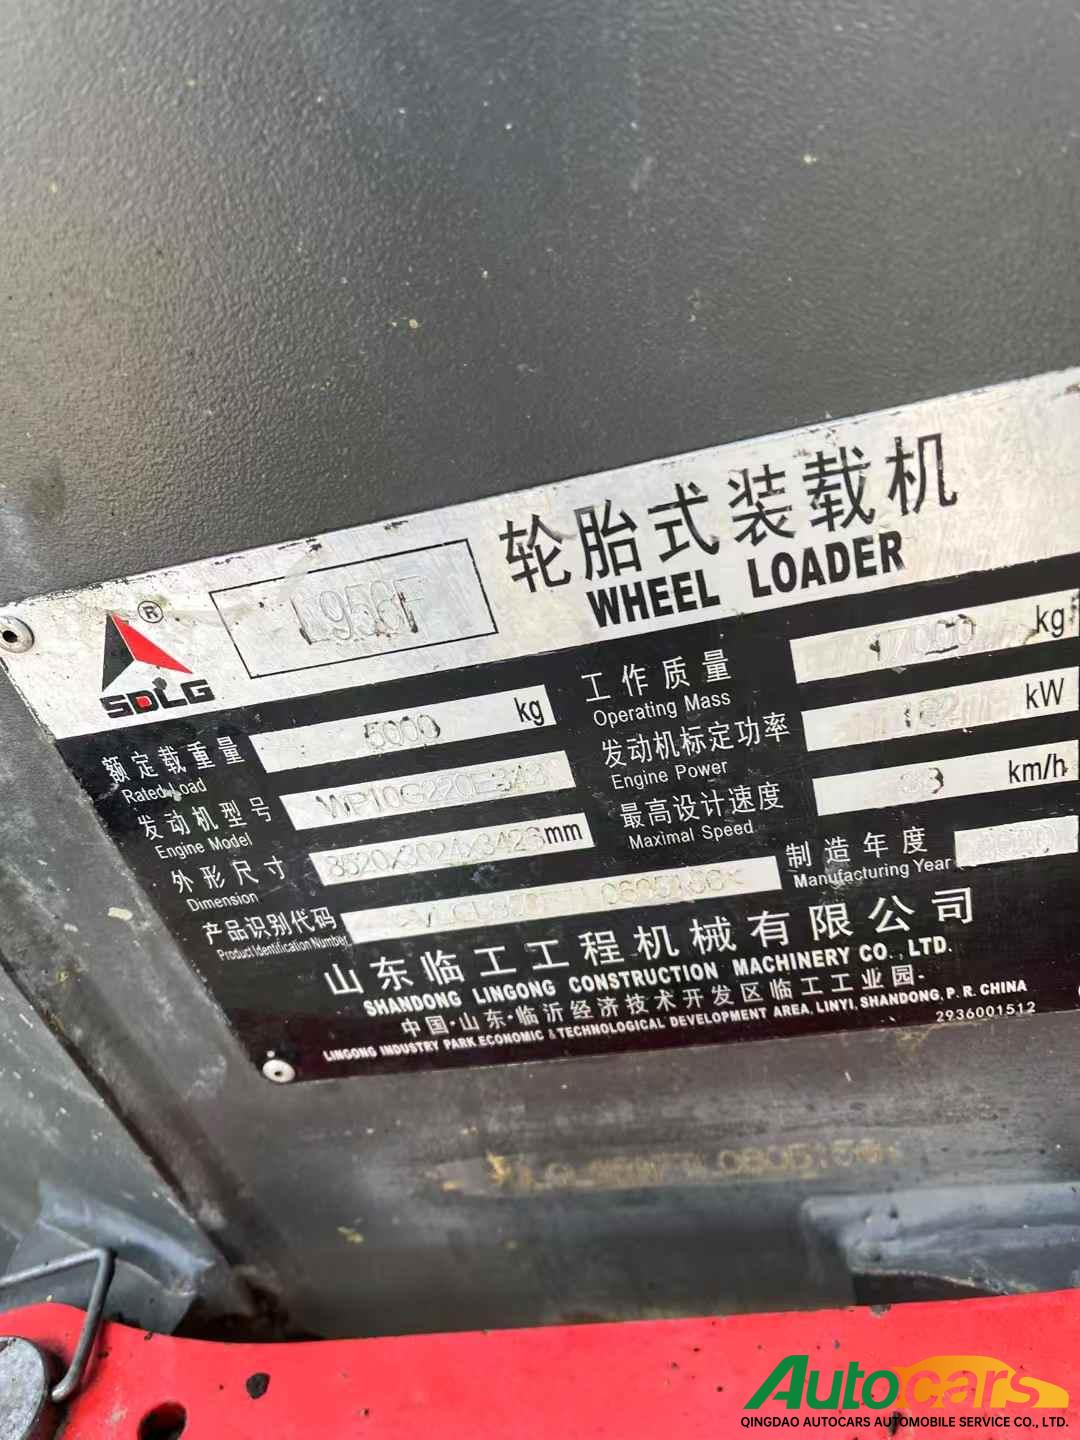 轮胎式装载机
WHEEL LOADER
L956F
®
SDLG
额定载重量 5000 kg
Rated Load
工作质量 17000 kg
Operating Mass
发动机型号 WP10G220E343
Engine Model
发动机标定功率 162 kW
Engine Power
外形尺寸 8520x3024x3426mm
Dimension
最高设计速度 38 km/h
Maximal Speed
产品识别代码
Product Identification Number
制造年度
Manufacturing Year
山东临工工程机械有限公司
SHANDONG LINGONG CONSTRUCTION MACHINERY CO., LTD.
中国·山东·临沂经济技术开发区临工工业园·
LINGONG INDUSTRY PARK ECONOMIC & TECHNOLOGICAL DEVELOPMENT AREA, LINYI, SHANDONG, P. R. CHINA
2936001512
Autocars
QINGDAO AUTOCARS AUTOMOBILE SERVICE CO., LTD.